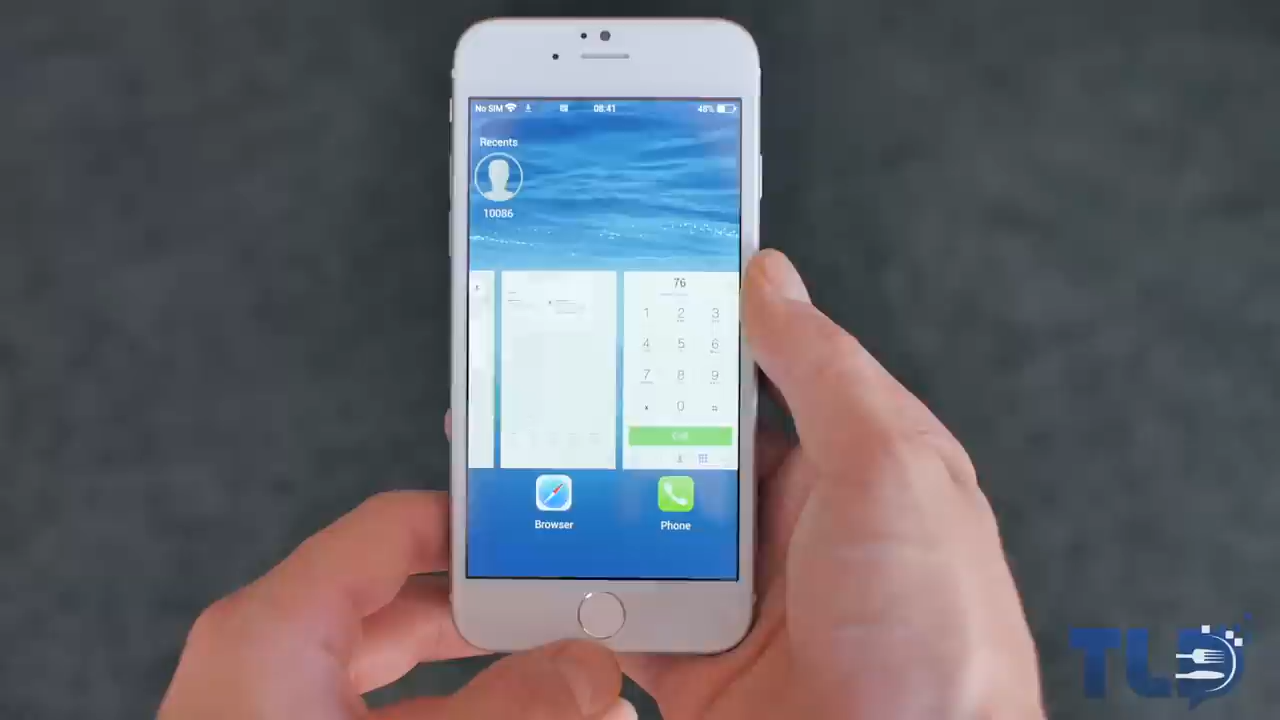 No SIM 08:41 48%
Recents
10086
76
1 2 3
4 5 6
7 8 9
* 0 #
Call
Browser Phone
TLD